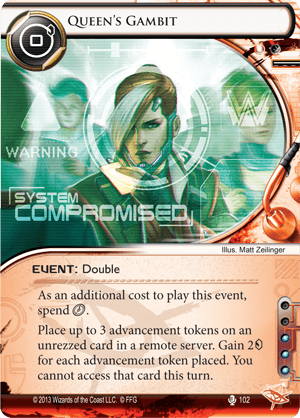 0
QUEEN'S GAMBIT
WARNING
SYSTEM
COMPROMISED
Illus. Matt Zeilinger
EVENT: Double
As an additional cost to play this event,
spend.
Place up to 3 advancement tokens on an
unrezzed card in a remote server. Gain 2
for each advancement token placed. You
cannot access that card this turn.
© 2013 Wizards of the Coast LLC. © FFG
102